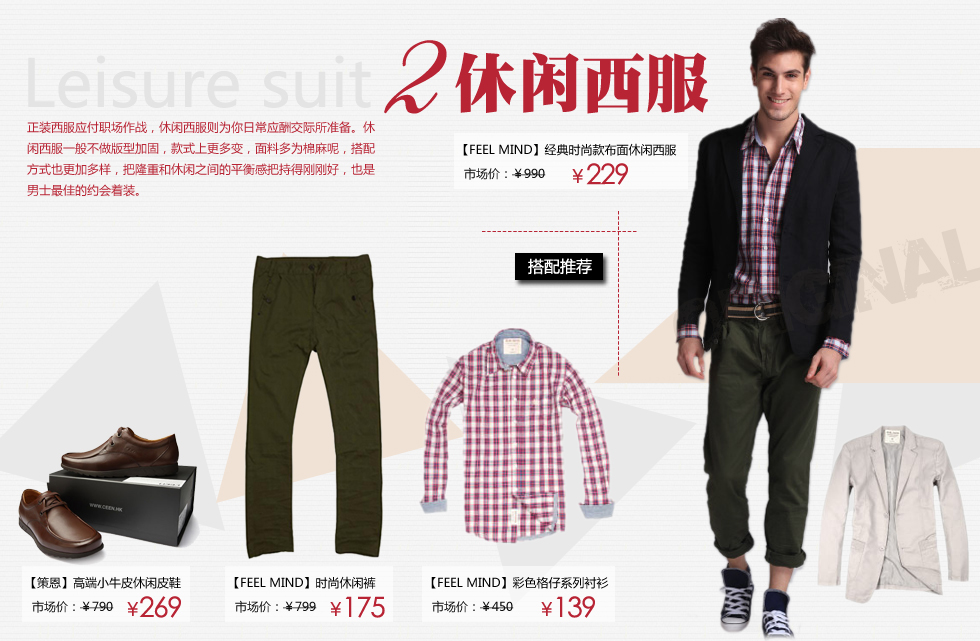 Leisure suit
2休闲西服
正装西服应付职场作战，休闲西服则为你日常应酬交际所准备。休
闲西服一般不做版型加固，款式上更多变，面料多为棉麻呢，搭配
方式也更加多样，把隆重和休闲之间的平衡感把持得刚刚好，也是
男士最佳的约会着装。
【FEEL MIND】经典时尚款布面休闲西服
市场价：￥990 ￥229
搭配推荐
WWW.CEEN.HK
【策恩】高端小牛皮休闲皮鞋
市场价：￥790 ￥269
【FEEL MIND】时尚休闲裤
市场价：￥799 ￥175
【FEEL MIND】彩色格仔系列衬衫
市场价：￥450 ￥139